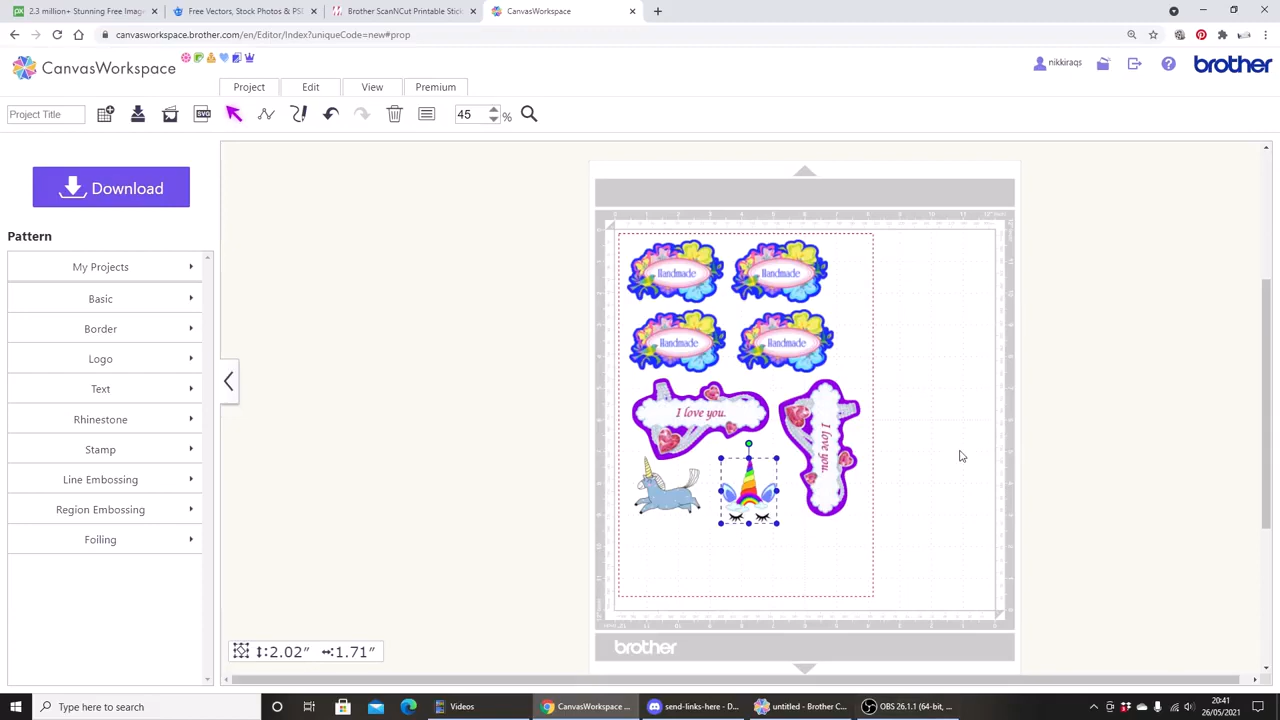 2.3 million+ Stunning Free Imag
Free Vectors, Stock Photos & PS
Brother ScanNCut Printable Stick
CanvasWorkspace
canvasworkspace.brother.com/en/Editor/Index?uniqueCode=new#prop
CanvasWorkspace
nikkiraqs
brother
Project
Edit
View
Premium
Project Title
SVG
45
%
Download
Pattern
My Projects
Basic
Border
Logo
Text
Rhinestone
Stamp
Line Embossing
Region Embossing
Foiling
Handmade
Handmade
Handmade
Handmade
I love you.
I love you.
brother
2.02″
1.71″
Type here to search
Videos
CanvasWorkspace ...
send-links-here - D...
untitled - Brother C...
OBS 26.1.1 (64-bit, ...
20:41
26/05/2021